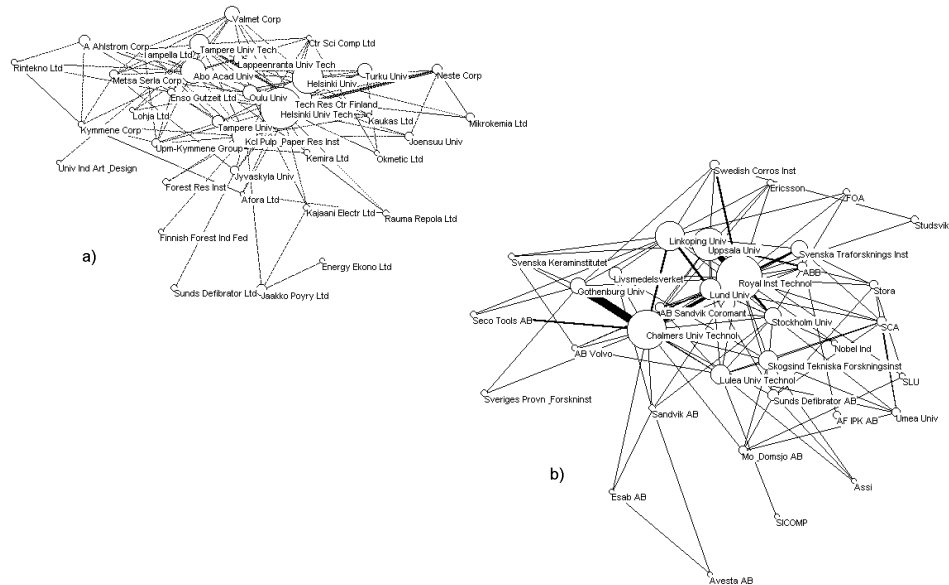 Valmet Corp
A Ahlstrom Corp
Ctr Sci Comp Ltd
Tampere Univ Tech
Tampella Ltd
Rintekno Ltd
Lappeenranta Univ Tech
Metsa Serla Corp
Abo Acad Univ
Helsinki Univ
Turku Univ
Neste Corp
Enso Gutzeit Ltd
Oulu Univ
Tech Res Ctr Finland
Lohja Ltd
Helsinki Univ Tech
Kaukas Ltd
Mikrokemia Ltd
Kymmene Corp
Tampere Univ
Kcl Pulp_Paper Res Inst
Joensuu Univ
Upm-Kymmene Group
Kemira Ltd
Okmetic Ltd
Univ Ind Art_Design
Jyvaskyla Univ
Forest Res Inst
Afora Ltd
Kajaani Electr Ltd
Rauma Repola Ltd
Finnish Forest Ind Fed
a)
Energy Ekono Ltd
Sunds Defibrator Ltd
Jaakko Poyry Ltd
Swedish Corros Inst
Ericsson
FOA
Studsvik
Linkoping Univ
Uppsala Univ
Svenska Traforsknings Inst
Svenska Keraminstitutet
Livsmedelsverket
ABB
Royal Inst Technol
Gothenburg Univ
Lund Univ
Stora
Seco Tools AB
AB Sandvik Coromant
Stockholm Univ
SCA
Chalmers Univ Technol
AB Volvo
Nobel Ind
Skogsind Tekniska Forskningsinst
Lulea Univ Technol
SLU
Sveriges Provn_Forskninst
Sunds Defibrator AB
Sandvik AB
AF IPK AB
Umea Univ
Mo_Domsjo AB
b)
Assi
Esab AB
SICOMP
Avesta AB